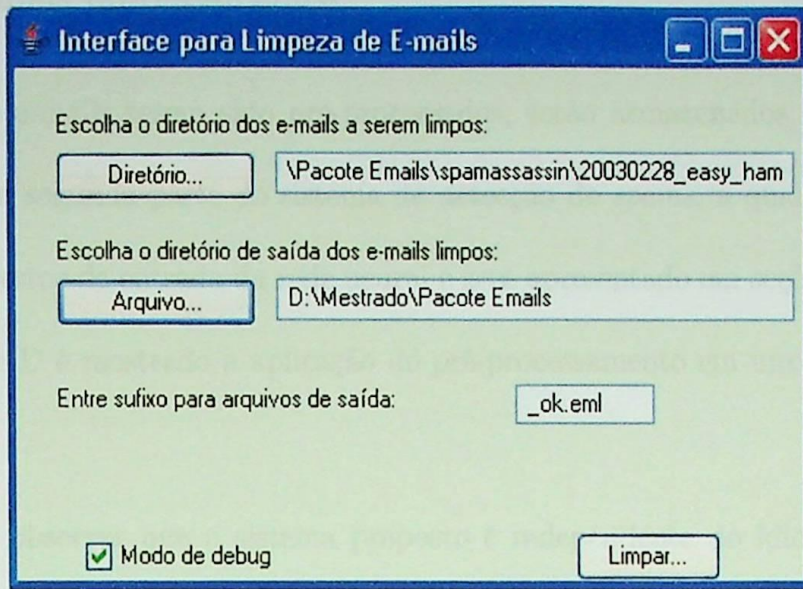 Interface para Limpeza de E-mails
Escolha o diretório dos e-mails a serem limpos:
Diretório... \Pacote Emails\spamassassin\20030228_easy_ham
Escolha o diretório de saída dos e-mails limpos:
Arquivo... D:\Mestrado\Pacote Emails
Entre sufixo para arquivos de saída: _ok.eml
Modo de debug Limpar...